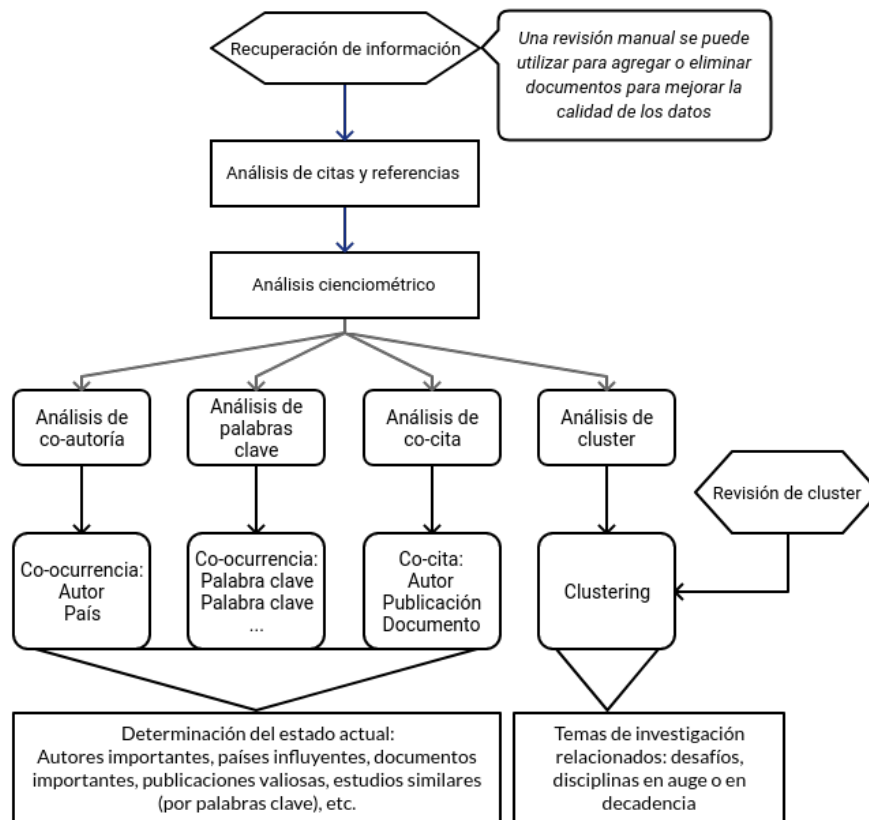 Recuperación de información
Una revisión manual se puede
utilizar para agregar o eliminar
documentos para mejorar la
calidad de los datos
Análisis de citas y referencias
Análisis cienciométrico
Análisis de
co-autoría
Análisis de
palabras
clave
Análisis de
co-cita
Análisis de
cluster
Revisión de cluster
Co-ocurrencia:
Autor
País
Co-ocurrencia:
Palabra clave
Palabra clave
...
Co-cita:
Autor
Publicación
Documento
Clustering
Determinación del estado actual:
Autores importantes, países influyentes, documentos
importantes, publicaciones valiosas, estudios similares
(por palabras clave), etc.
Temas de investigación
relacionados: desafíos,
disciplinas en auge o en
decadencia